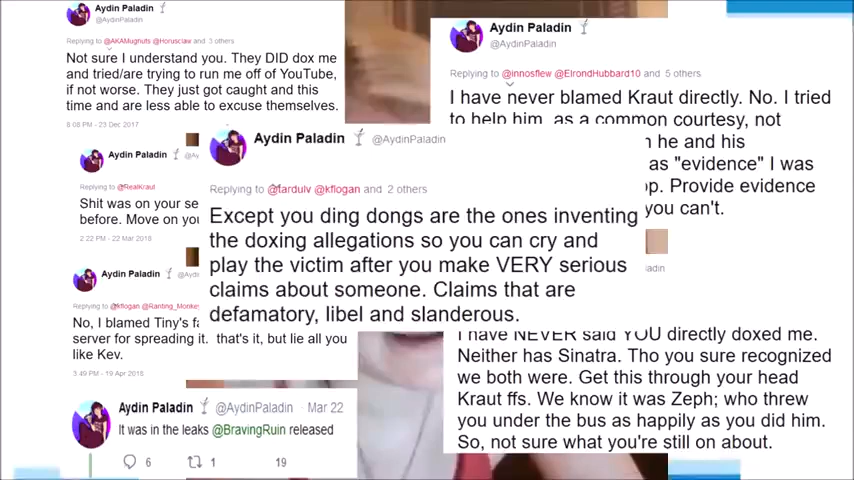 Aydin Paladin
@AydinPaladin
Replying to @AKAMughuts @Horusclaw and 3 others
Not sure I understand you. They DID dox me
and tried/are trying to run me off of YouTube,
if not worse. They just got caught and this
time and are less able to excuse themselves.
8:08 PM - 23 Dec 2017
Aydin Paladin
@AydinPaladin
Replying to @innosflew @ElrondHubbard10 and 5 others
I have never blamed Kraut directly. No. I tried
to help him, as a common courtesy, not
he and his
as "evidence" I was
op. Provide evidence
you can't.
Aydin Paladin
Replying to @RealKraut
Shit was on your se
before. Move on you
2:22 PM - 22 Mar 2018
Aydin Paladin @AydinPaladin
Replying to @tardulv @kflogan and 2 others
Except you ding dongs are the ones inventing
the doxing allegations so you can cry and
play the victim after you make VERY serious
claims about someone. Claims that are
defamatory, libel and slanderous.
Aydin Paladin
Replying to @kflogan @Ranting_Monke
No, I blamed Tiny's fa
server for spreading it. that's it, but lie all you
like Kev.
3:49 PM - 19 Apr 2018
I have NEVER said YOU directly doxed me.
Neither has Sinatra. Tho you sure recognized
we both were. Get this through your head
Kraut ffs. We know it was Zeph; who threw
you under the bus as happily as you did him.
So, not sure what you're still on about.
Aydin Paladin @AydinPaladin · Mar 22
It was in the leaks @BravingRuin released
6 1 19